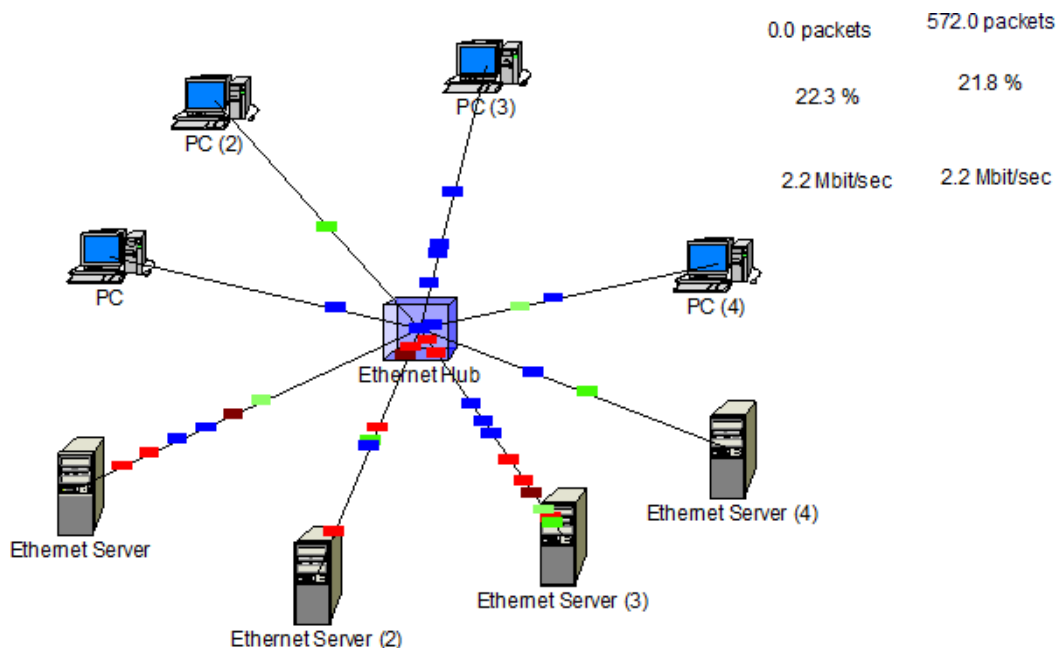 0.0 packets
572.0 packets
22.3 %
21.8 %
2.2 Mbit/sec
2.2 Mbit/sec
PC (3)
PC (2)
PC
PC (4)
Ethernet Hub
Ethernet Server
Ethernet Server (4)
Ethernet Server (3)
Ethernet Server (2)